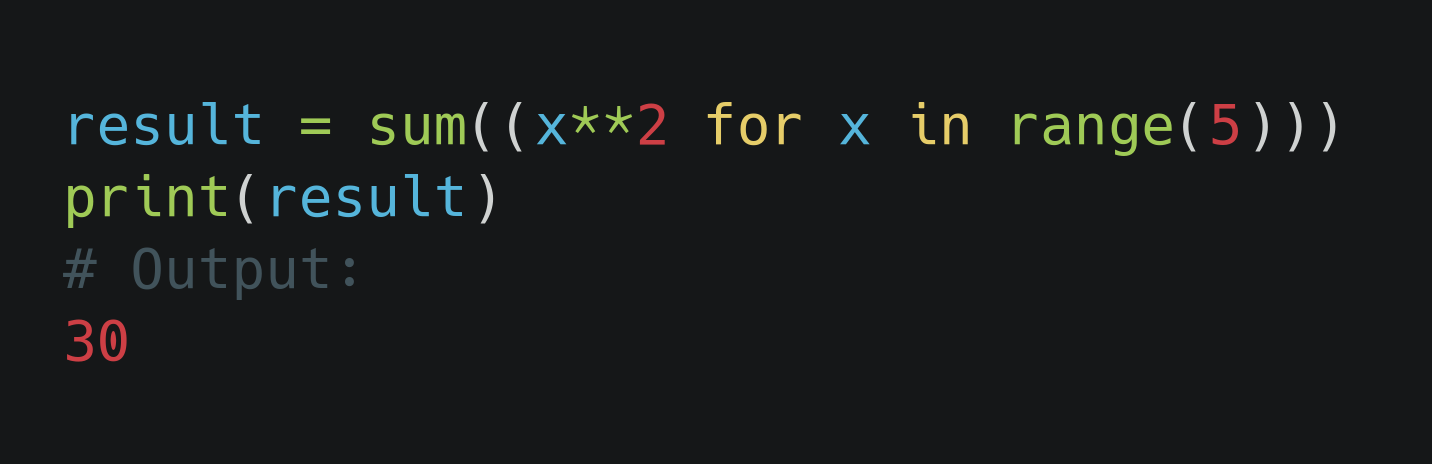 result = sum((x**2 for x in range(5)))
print(result)
# Output:
30